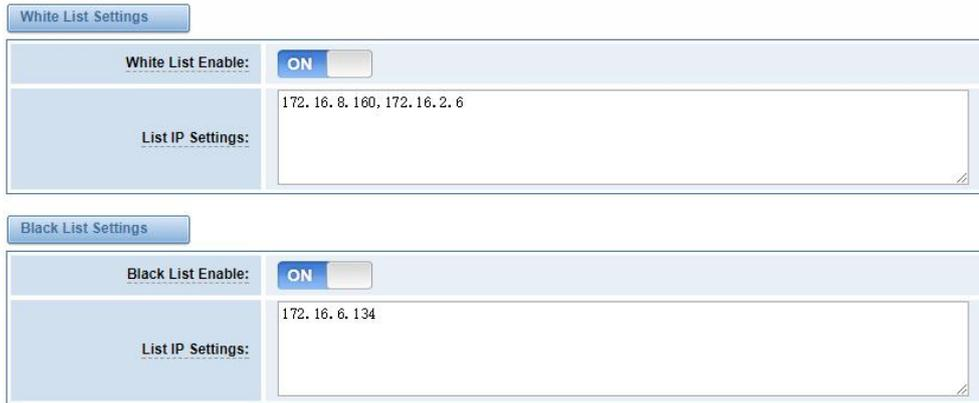 White List Settings
White List Enable:
ON
List IP Settings:
172.16.8.160,172.16.2.6
Black List Settings
Black List Enable:
ON
List IP Settings:
172.16.6.134